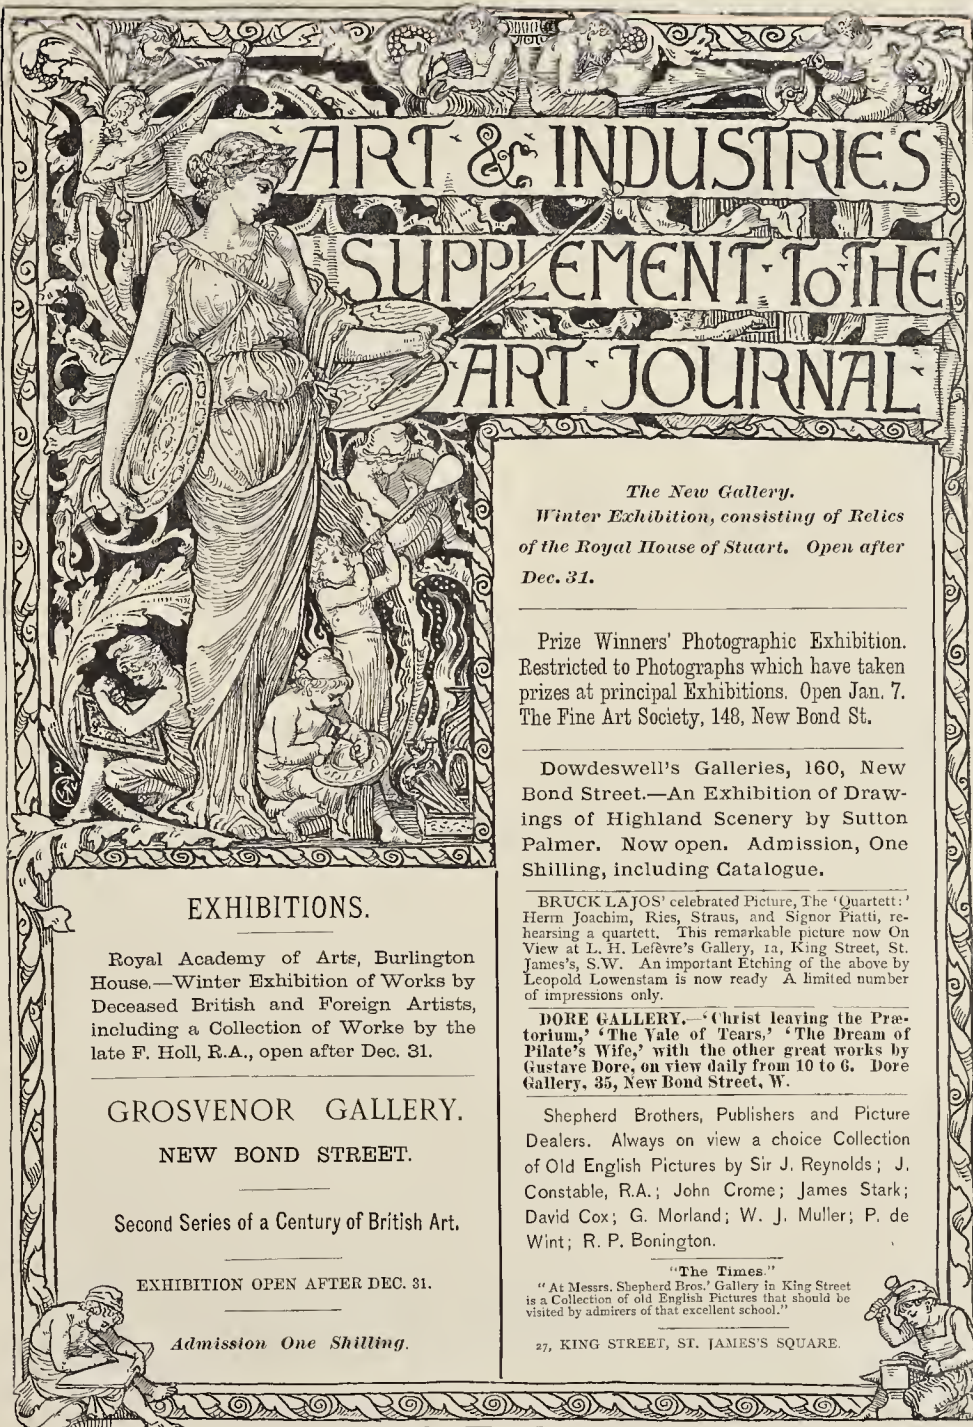 ART & INDUSTRIES
SUPPLEMENT TO THE
ART JOURNAL
EXHIBITIONS.
Royal Academy of Arts, Burlington
House.—Winter Exhibition of Works by
Deceased British and Foreign Artists,
including a Collection of Worke by the
late F. Holl, R.A., open after Dec. 31.
GROSVENOR GALLERY.
NEW BOND STREET.
Second Series of a Century of British Art.
EXHIBITION OPEN AFTER DEC. 31.
Admission One Shilling.
The New Gallery.
Winter Exhibition, consisting of Relics
of the Royal House of Stuart. Open after
Dec. 31.
Prize Winners' Photographic Exhibition.
Restricted to Photographs which have taken
prizes at principal Exhibitions. Open Jan. 7.
The Fine Art Society, 148, New Bond St.
Dowdeswell's Galleries, 160, New
Bond Street.—An Exhibition of Draw-
ings of Highland Scenery by Sutton
Palmer. Now open. Admission, One
Shilling, including Catalogue.
BRUCK LAJOS' celebrated Picture, The 'Quartett:'
Herrn Joachim, Ries, Straus, and Signor Piatti, re-
hearsing a quartett. This remarkable picture now On
View at L. H. Lefèvre's Gallery, 1a, King Street, St.
James's, S.W. An important Etching of the above by
Leopold Lowenstam is now ready A limited number
of impressions only.
DORE GALLERY.—'Christ leaving the Præ-
torium,' 'The Vale of Tears,' 'The Dream of
Pilate's Wife,' with the other great works by
Gustave Dore, on view daily from 10 to 6. Dore
Gallery, 35, New Bond Street, W.
Shepherd Brothers, Publishers and Picture
Dealers. Always on view a choice Collection
of Old English Pictures by Sir J. Reynolds; J.
Constable, R.A.; John Crome; James Stark;
David Cox; G. Morland; W. J. Muller; P. de
Wint; R. P. Bonington.
"The Times."
"At Messrs. Shepherd Bros.' Gallery in King Street
is a Collection of old English Pictures that should be
visited by admirers of that excellent school."
27, KING STREET, ST. JAMES'S SQUARE.